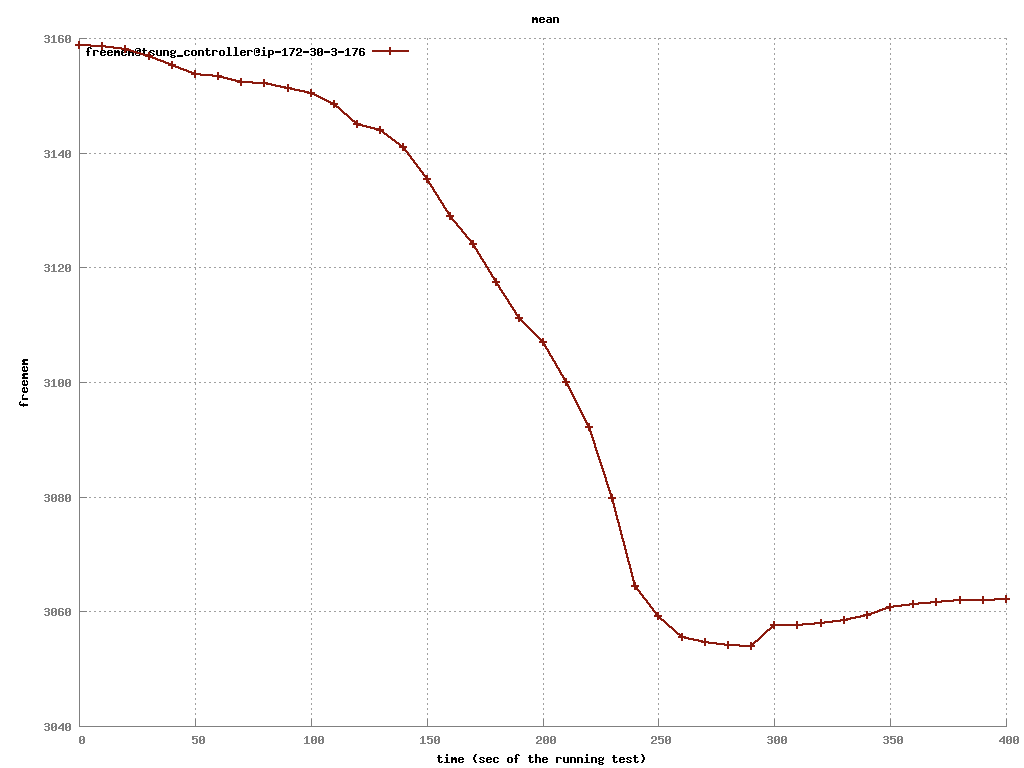 mean
3160
freemem@tsung_controller@ip-172-30-3-176
3140
3120
3100
freemem
3080
3060
3040
0 50 100 150 200 250 300 350 400
time (sec of the running test)